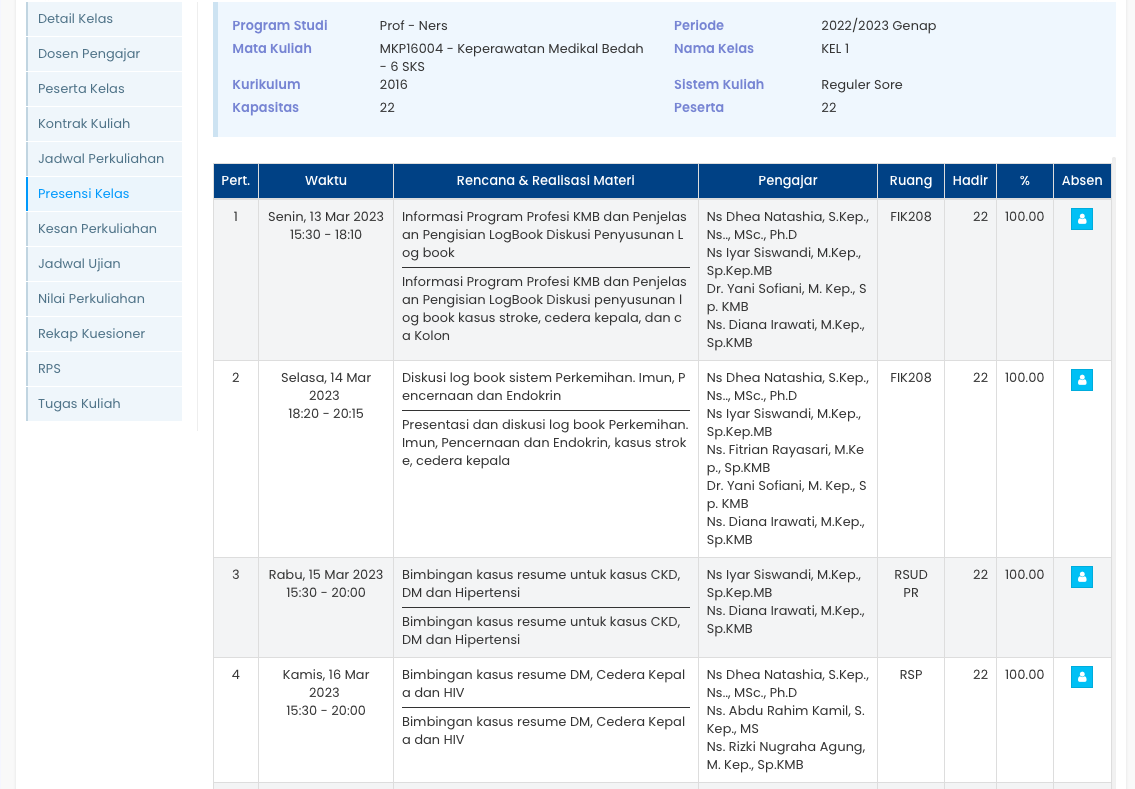 Detail Kelas
Dosen Pengajar
Peserta Kelas
Kontrak Kuliah
Jadwal Perkuliahan
Presensi Kelas
Kesan Perkuliahan
Jadwal Ujian
Nilai Perkuliahan
Rekap Kuesioner
RPS
Tugas Kuliah
Program Studi Prof - Ners Periode 2022/2023 Genap
Mata Kuliah MKP16004 - Keperawatan Medikal Bedah Nama Kelas KEL 1
- 6 SKS
Kurikulum 2016 Sistem Kuliah Reguler Sore
Kapasitas 22 Peserta 22
Pert. Waktu Rencana & Realisasi Materi Pengajar Ruang Hadir % Absen
1
Senin, 13 Mar 2023
15:30 - 18:10
Informasi Program Profesi KMB dan Penjelas
an Pengisian LogBook Diskusi Penyusunan L
og book
Informasi Program Profesi KMB dan Penjelas
an Pengisian LogBook Diskusi penyusunan l
og book kasus stroke, cedera kepala, dan c
a Kolon
Ns Dhea Natashia, S.Kep.,
Ns.., MSc., Ph.D
Ns Iyar Siswandi, M.Kep.,
Sp.Kep.MB
Dr. Yani Sofiani, M. Kep., S
p. KMB
Ns. Diana Irawati, M.Kep.,
Sp.KMB
FIK208
22
100.00
2
Selasa, 14 Mar
2023
18:20 - 20:15
Diskusi log book sistem Perkemihan. Imun, P
encernaan dan Endokrin
Presentasi dan diskusi log book Perkemihan.
Imun, Pencernaan dan Endokrin, kasus strok
e, cedera kepala
Ns Dhea Natashia, S.Kep.,
Ns.., MSc., Ph.D
Ns Iyar Siswandi, M.Kep.,
Sp.Kep.MB
Ns. Fitrian Rayasari, M.Ke
p., Sp.KMB
Dr. Yani Sofiani, M. Kep., S
p. KMB
Ns. Diana Irawati, M.Kep.,
Sp.KMB
FIK208
22
100.00
3
Rabu, 15 Mar 2023
15:30 - 20:00
Bimbingan kasus resume untuk kasus CKD,
DM dan Hipertensi
Bimbingan kasus resume untuk kasus CKD,
DM dan Hipertensi
Ns Iyar Siswandi, M.Kep.,
Sp.Kep.MB
Ns. Diana Irawati, M.Kep.,
Sp.KMB
RSUD
PR
22
100.00
4
Kamis, 16 Mar
2023
15:30 - 20:00
Bimbingan kasus resume DM, Cedera Kepal
a dan HIV
Bimbingan kasus resume DM, Cedera Kepal
a dan HIV
Ns Dhea Natashia, S.Kep.,
Ns.., MSc., Ph.D
Ns. Abdu Rahim Kamil, S.
Kep., MS
Ns. Rizki Nugraha Agung,
M. Kep., Sp.KMB
RSP
22
100.00